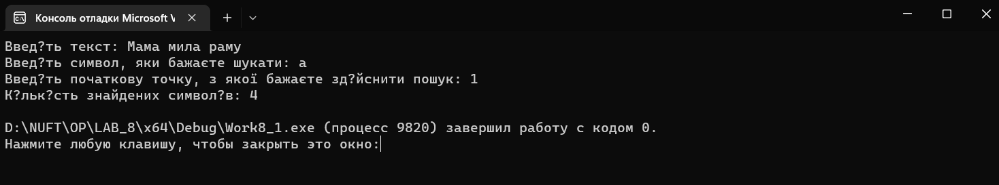 Консоль отладки Microsoft V
Введ?ть текст: Мама мила раму
Введ?ть символ, яки бажаєте шукати: а
Введ?ть початкову точку, з якої бажаєте зд?йснити пошук: 1
К?льк?сть знайдених символ?в: 4
D:\NUFT\OP\LAB_8\x64\Debug\Work8_1.exe (процесс 9820) завершил работу с кодом 0.
Нажмите любую клавишу, чтобы закрыть это окно: